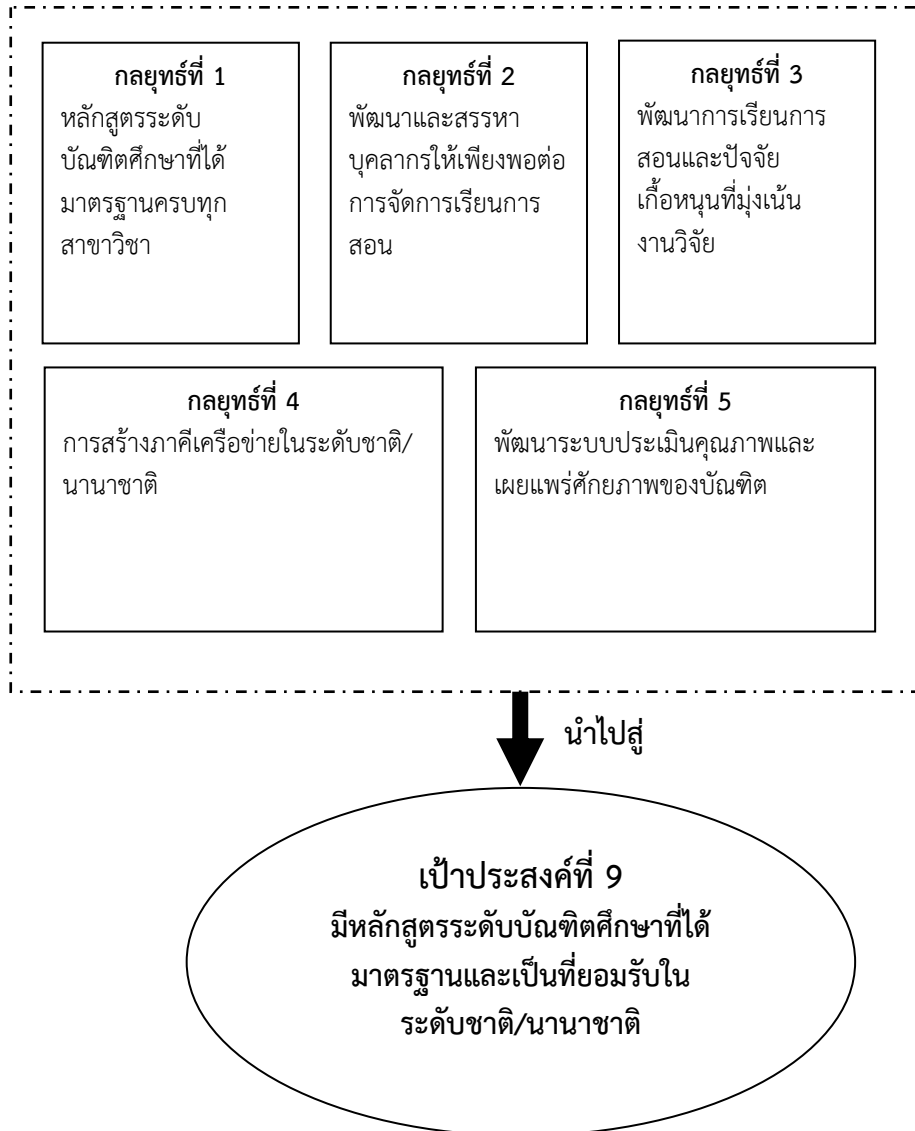 กลยุทธ์ที่ 1
หลักสูตรระดับ
บัณฑิตศึกษาที่ได้
มาตรฐานครบทุก
สาขาวิชา
กลยุทธ์ที่ 2
พัฒนาและสรรหา
บุคลากรให้เพียงพอต่อ
การจัดการเรียนการ
สอน
กลยุทธ์ที่ 3
พัฒนาการเรียนการ
สอนและปัจจัย
เกื้อหนุนที่มุ่งเน้น
งานวิจัย
กลยุทธ์ที่ 4
การสร้างภาคีเครือข่ายในระดับชาติ/
นานาชาติ
กลยุทธ์ที่ 5
พัฒนาระบบประเมินคุณภาพและ
เผยแพร่ศักยภาพของบัณฑิต
นำไปสู่
เป้าประสงค์ที่ 9
มีหลักสูตรระดับบัณฑิตศึกษาที่ได้
มาตรฐานและเป็นที่ยอมรับใน
ระดับชาติ/นานาชาติ